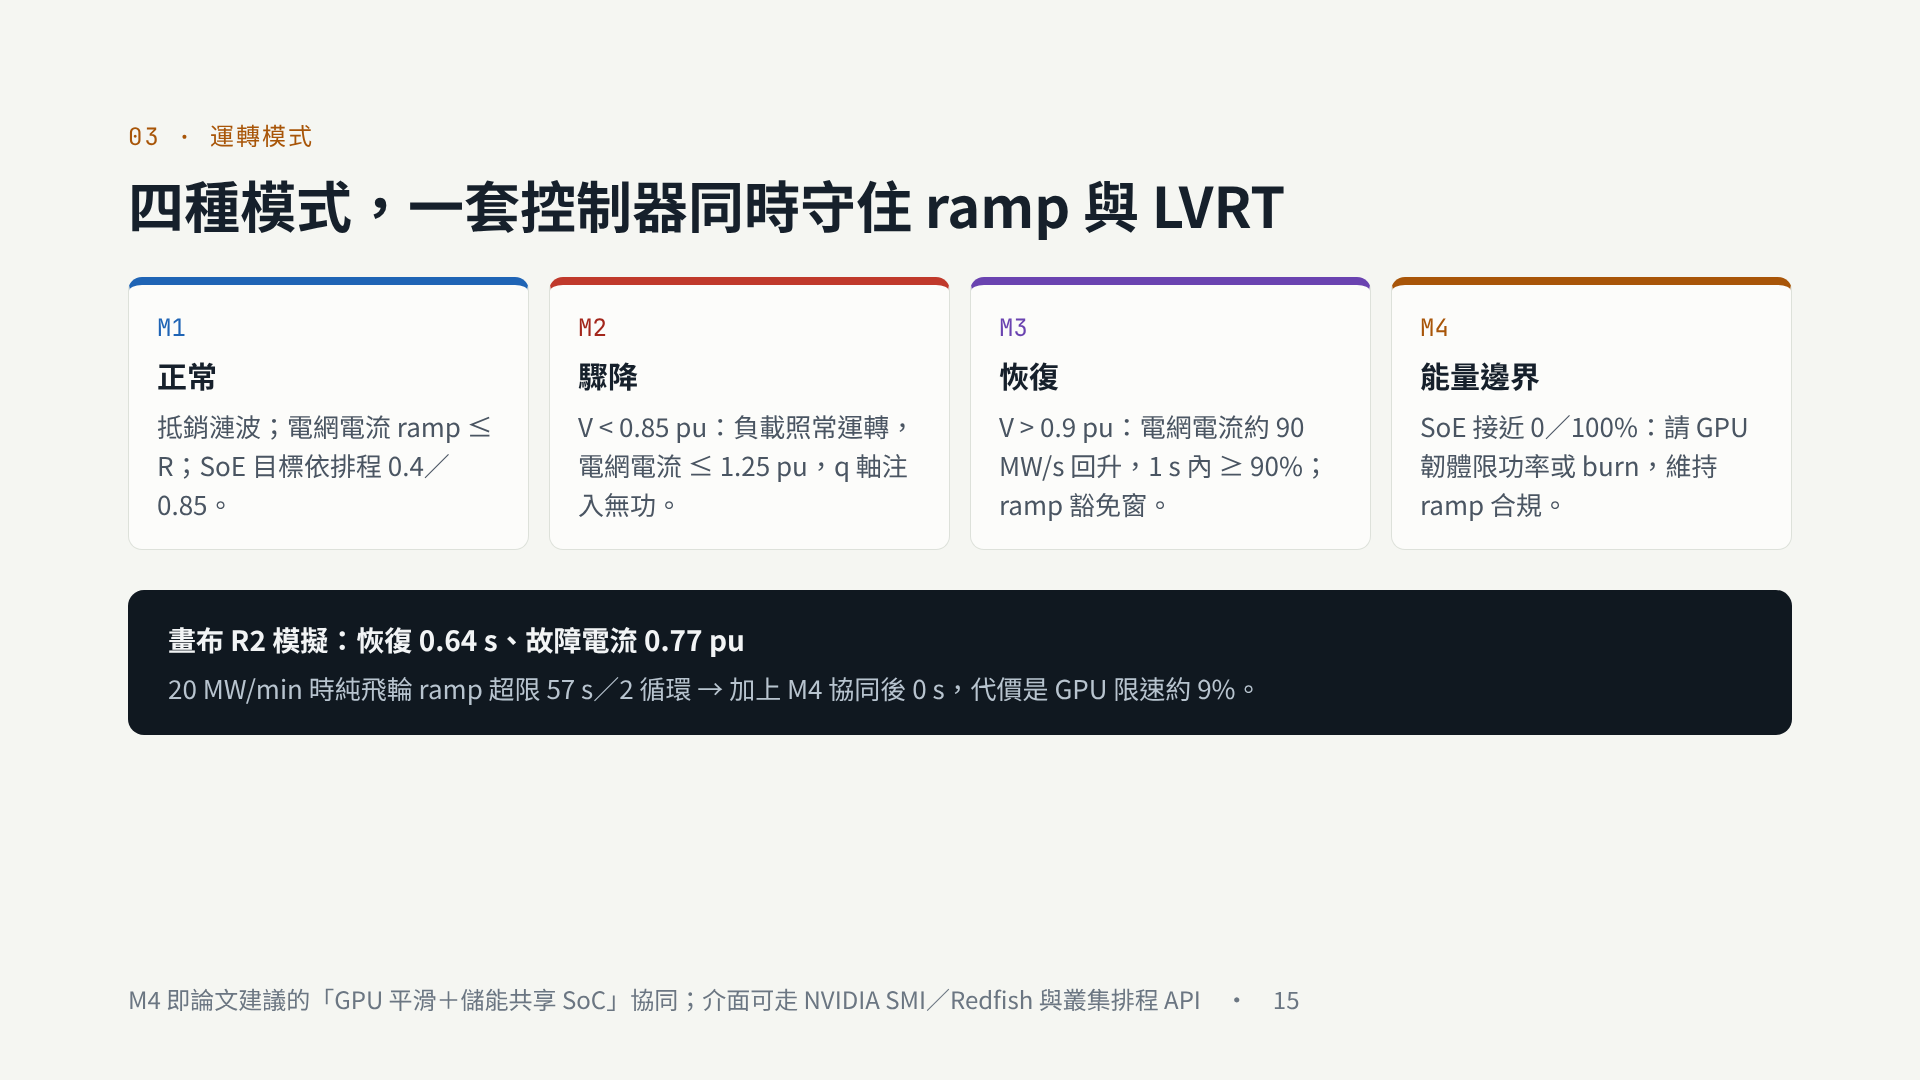 03 · 運轉模式
四種模式，一套控制器同時守住 ramp 與 LVRT
M1
正常
抵銷漣波；電網電流 ramp ≤
R；SoE 目標依排程 0.4／
0.85。
M2
驟降
V < 0.85 pu：負載照常運轉，
電網電流 ≤ 1.25 pu，q 軸注
入無功。
M3
恢復
V > 0.9 pu：電網電流約 90
MW/s 回升，1 s 內 ≥ 90%；
ramp 豁免窗。
M4
能量邊界
SoE 接近 0／100%：請 GPU
韌體限功率或 burn，維持
ramp 合規。
畫布 R2 模擬：恢復 0.64 s、故障電流 0.77 pu
20 MW/min 時純飛輪 ramp 超限 57 s／2 循環 → 加上 M4 協同後 0 s，代價是 GPU 限速約 9%。
M4 即論文建議的「GPU 平滑＋儲能共享 SoC」協同；介面可走 NVIDIA SMI／Redfish 與叢集排程 API ・ 15